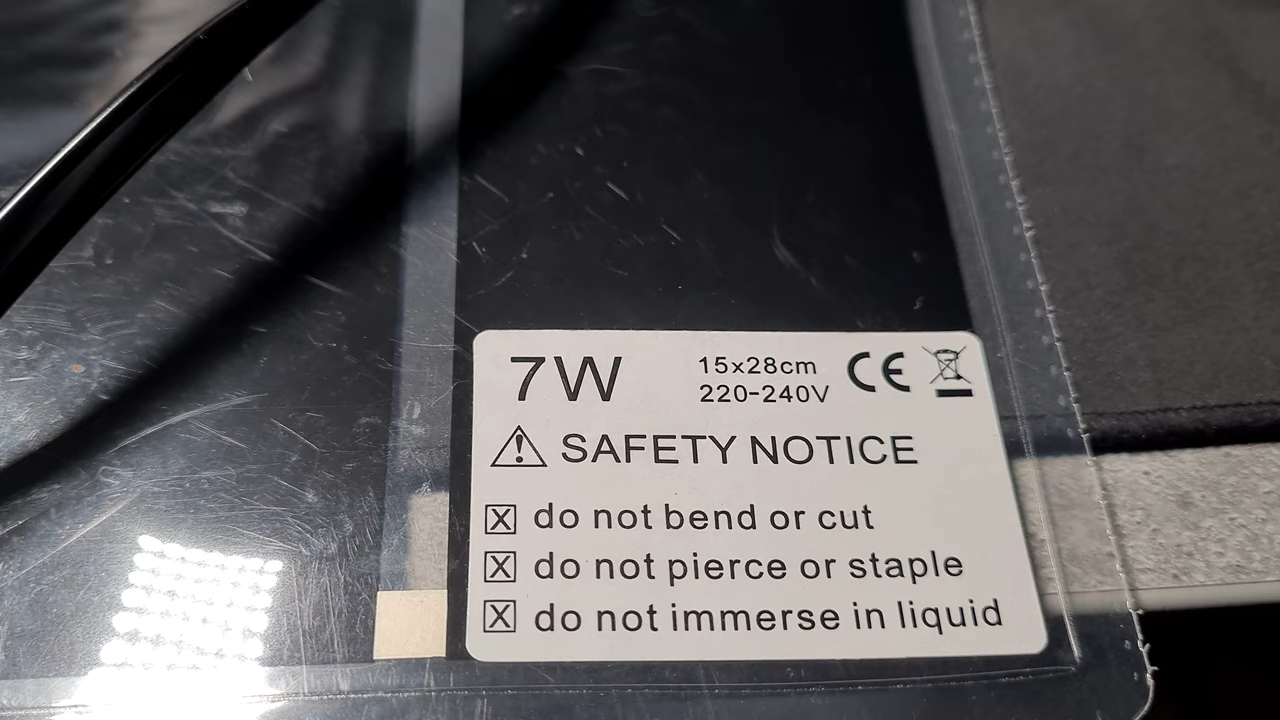 7W
15x28cm
220-240V
CE
SAFETY NOTICE
do not bend or cut
do not pierce or staple
do not immerse in liquid